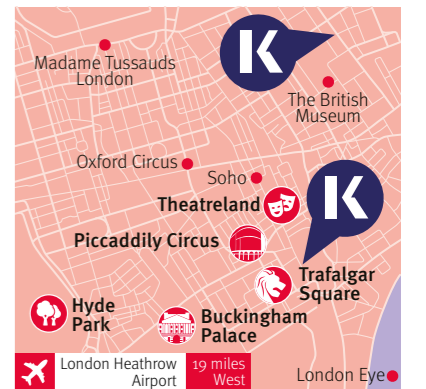 K
Madame Tussauds
London
The British
Museum
Oxford Circus
Soho
K
Theatreland
Piccadilly Circus
Trafalgar
Square
Hyde
Park
Buckingham
Palace
London Heathrow
Airport
19 miles
West
London Eye